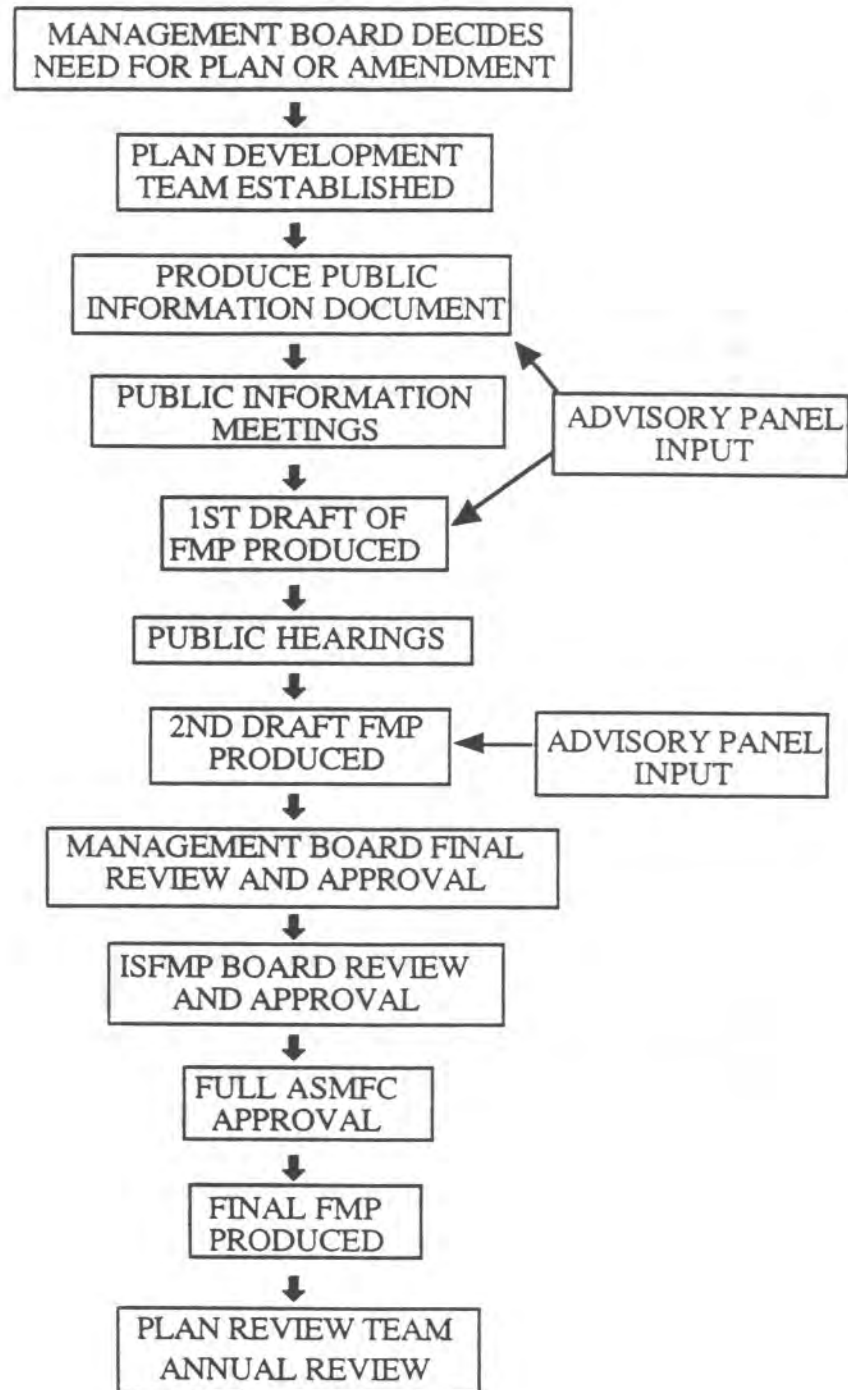 MANAGEMENT BOARD DECIDES
NEED FOR PLAN OR AMENDMENT
PLAN DEVELOPMENT
TEAM ESTABLISHED
PRODUCE PUBLIC
INFORMATION DOCUMENT
PUBLIC INFORMATION
MEETINGS
ADVISORY PANEL
INPUT
1ST DRAFT OF
FMP PRODUCED
PUBLIC HEARINGS
2ND DRAFT FMP
PRODUCED
ADVISORY PANEL
INPUT
MANAGEMENT BOARD FINAL
REVIEW AND APPROVAL
ISFMP BOARD REVIEW
AND APPROVAL
FULL ASMFC
APPROVAL
FINAL FMP
PRODUCED
PLAN REVIEW TEAM
ANNUAL REVIEW